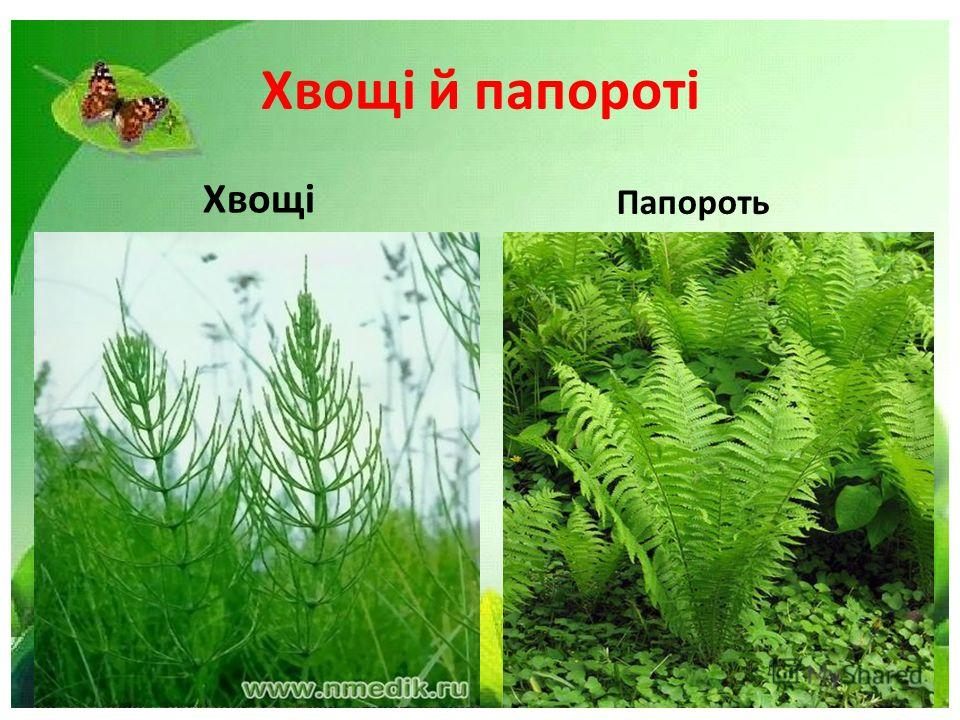 Хвощі й папороті
Хвощі
Папороть
www.nmedik.ru
MyShared